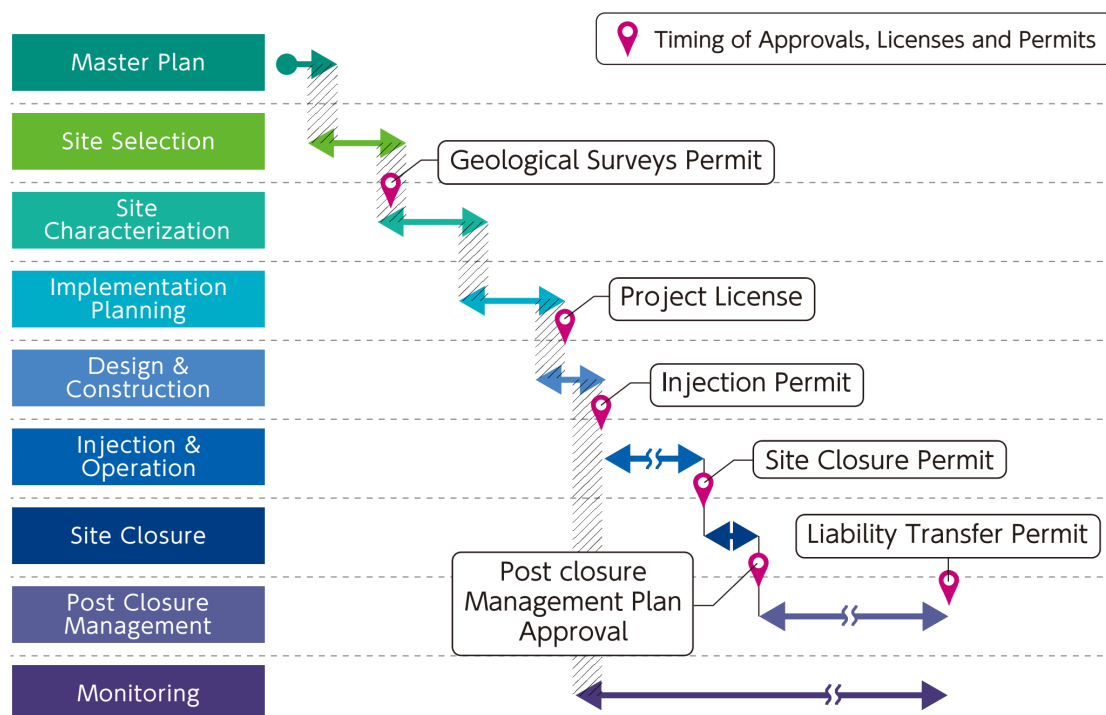 Timing of Approvals, Licenses and Permits
Master Plan
Site Selection
Geological Surveys Permit
Site
Characterization
Implementation
Planning
Project License
Design &
Construction
Injection Permit
Injection &
Operation
Site Closure Permit
Site Closure
Liability Transfer Permit
Post closure
Management Plan
Approval
Post Closure
Management
Monitoring